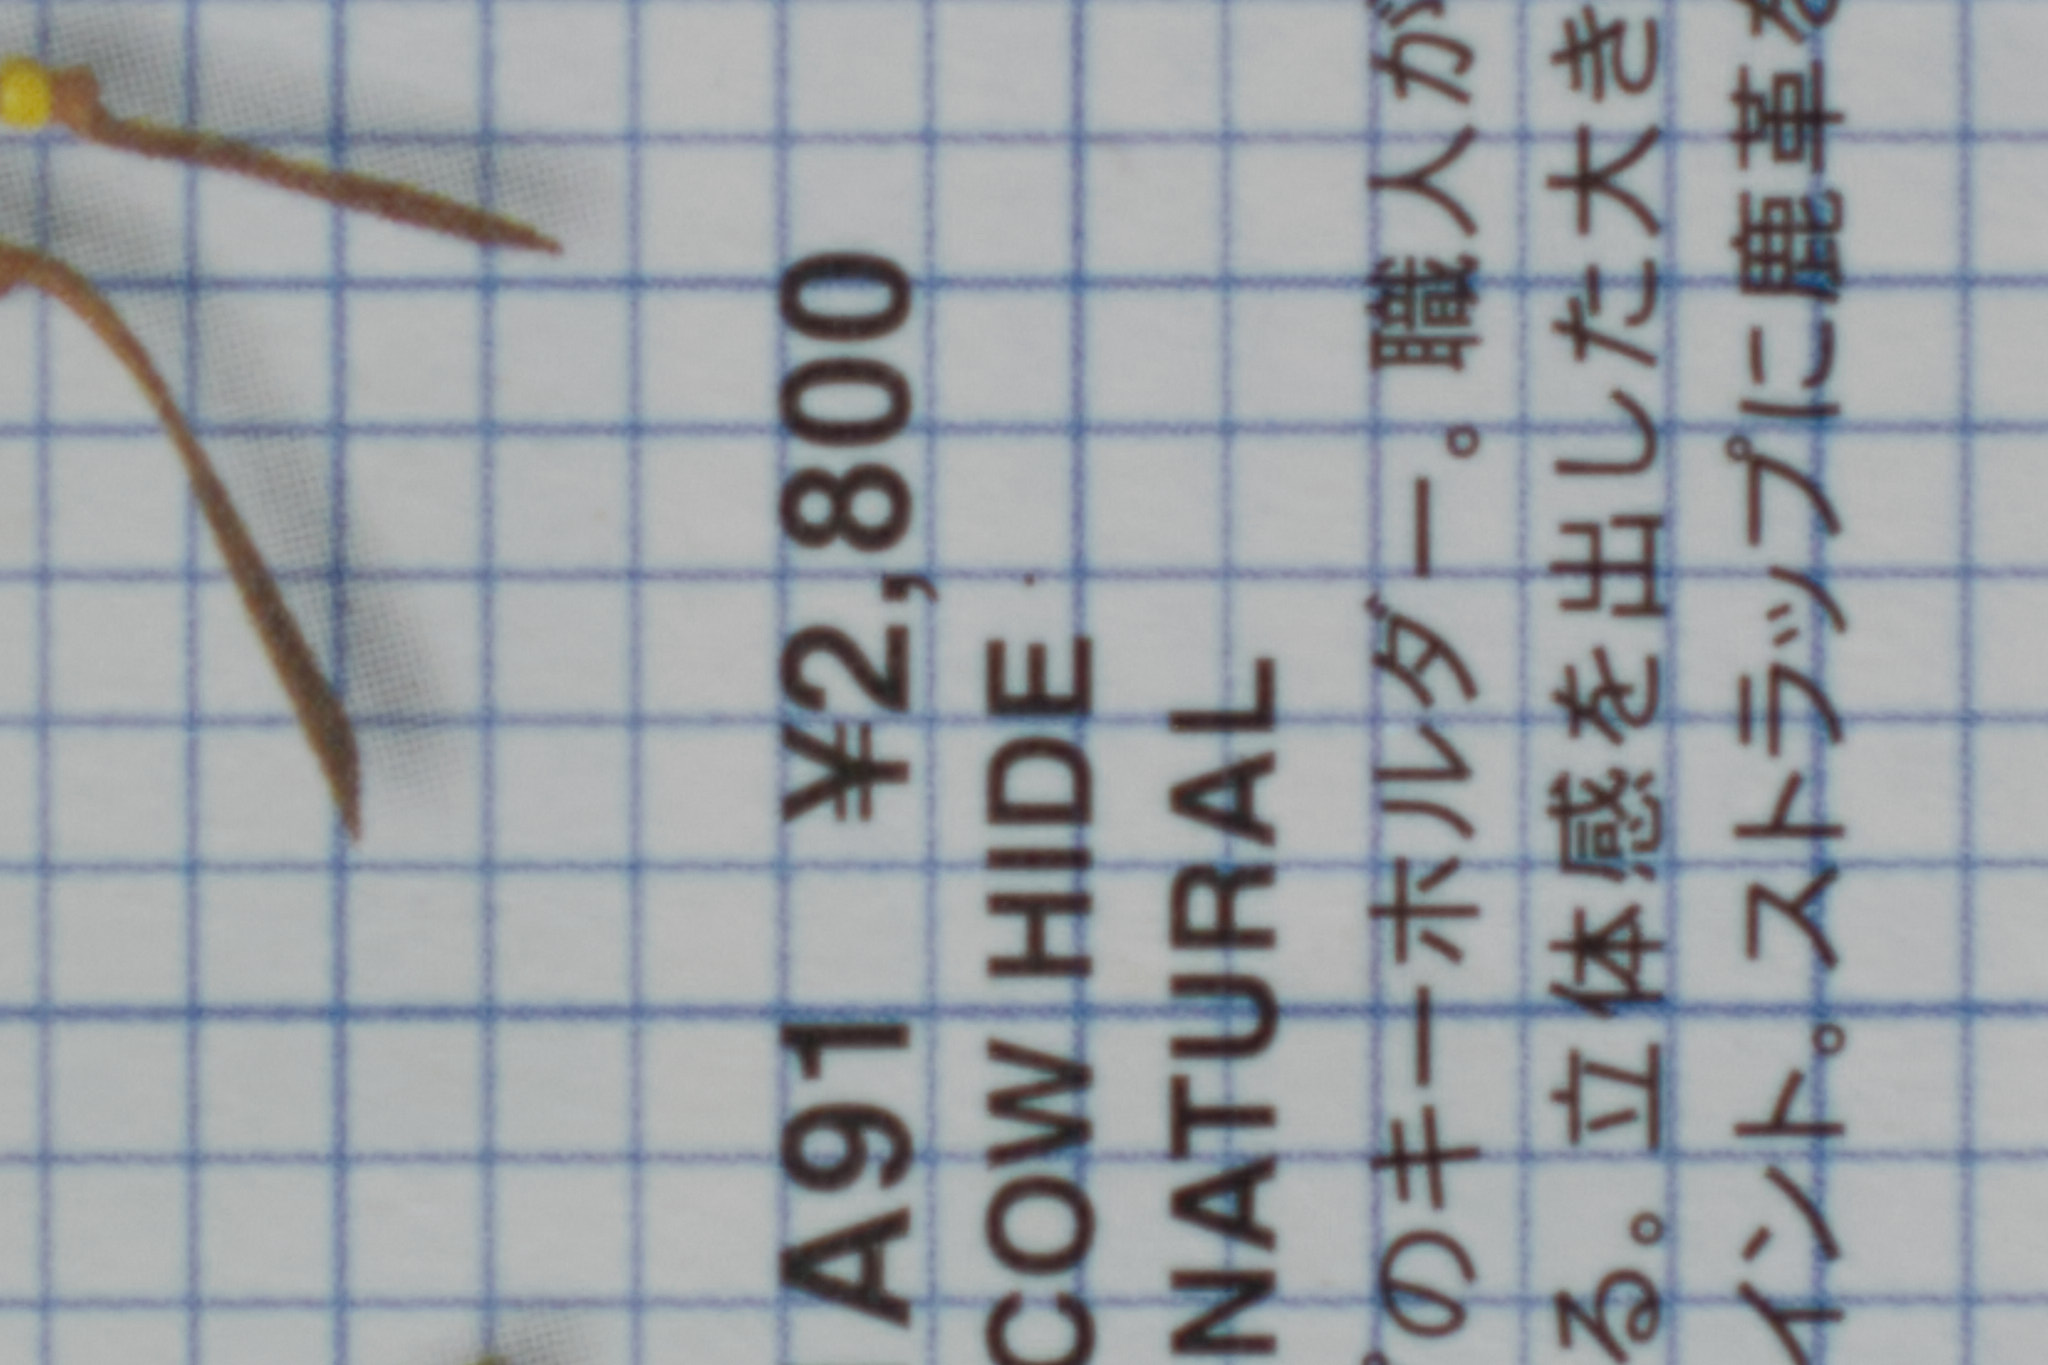 A91 ¥2,800
COW HIDE
NATURAL
のキーホルダー。職人が
る。立体感を出した大き
イント。ストラップに鹿革を